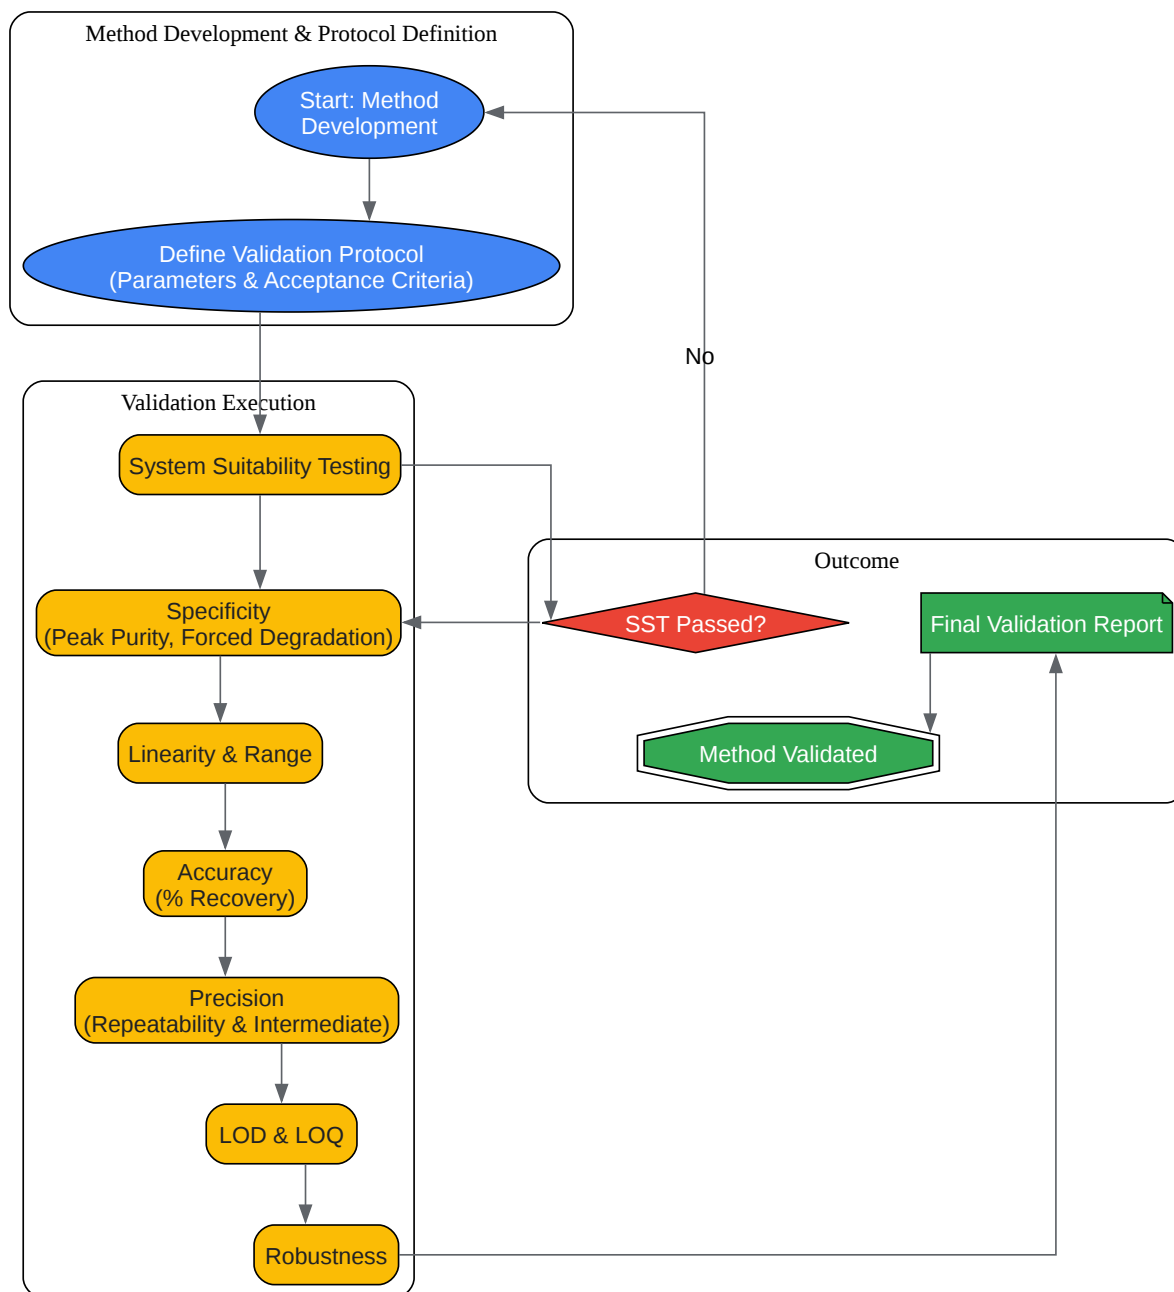 Method Development & Protocol Definition
Start: Method
Development
Define Validation Protocol
(Parameters & Acceptance Criteria)
No
Validation Execution
System Suitability Testing
Outcome
Specificity
(Peak Purity, Forced Degradation)
SST Passed?
Final Validation Report
Linearity & Range
Method Validated
Accuracy
(% Recovery)
Precision
(Repeatability & Intermediate)
LOD & LOQ
Robustness